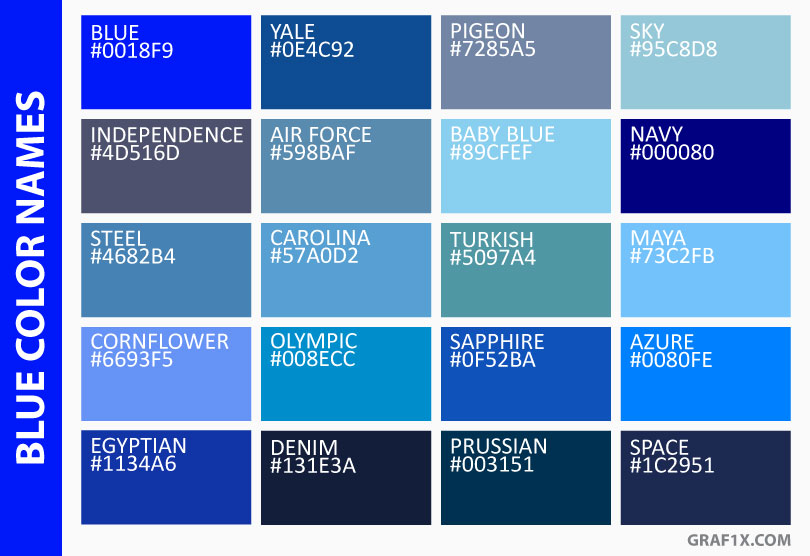 BLUE COLOR NAMES
BLUE
#0018F9
YALE
#0E4C92
PIGEON
#7285A5
SKY
#95C8D8
INDEPENDENCE
#4D516D
AIR FORCE
#598BAF
BABY BLUE
#89CFEF
NAVY
#000080
STEEL
#4682B4
CAROLINA
#57A0D2
TURKISH
#5097A4
MAYA
#73C2FB
CORNFLOWER
#6693F5
OLYMPIC
#008ECC
SAPPHIRE
#0F52BA
AZURE
#0080FE
EGYPTIAN
#1134A6
DENIM
#131E3A
PRUSSIAN
#003151
SPACE
#1C2951
GRAF1X.COM